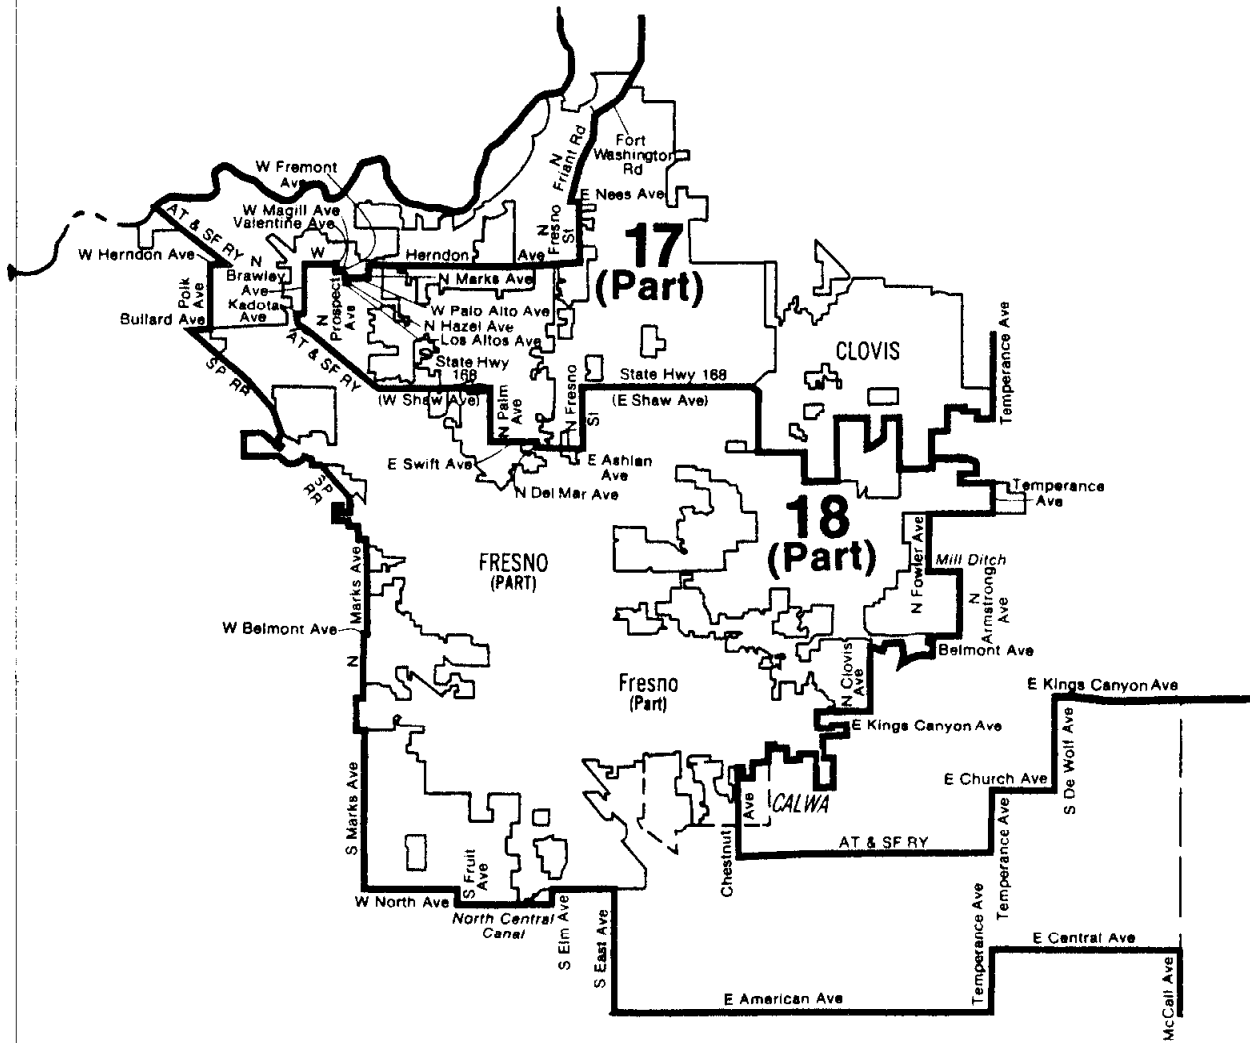 W Fremont
Ave
W Magill Ave
Valentine Ave
N
Friant Rd
Fort
Washington
Rd
E Nees Ave
AT & SF RY
W Herndon Ave
N
Brawley
Ave
Kadota
Ave
W
Herndon
Ave
N
Fresno
St
17
(Part)
Polk
Ave
Bullard Ave
N
Prospect
Ave
N Marks Ave
W Palo Alto Ave
N Hazel Ave
Los Altos Ave
State Hwy
168
(W Shaw Ave)
AT & SF RY
SP RR
State Hwy 168
(E Shaw Ave)
CLOVIS
Temperance Ave
N Palm
Ave
N Fresno
St
E Swift Ave
E Ashlan
Ave
N Del Mar Ave
SP
RR
Temperance
Ave
18
(Part)
FRESNO
(PART)
N Fowler Ave
Mill Ditch
N
Armstrong
Ave
N
Marks Ave
W Belmont Ave
Belmont Ave
Fresno
(Part)
N Clovis
Ave
E Kings Canyon Ave
E Kings Canyon Ave
S De Wolf Ave
E Church Ave
S Marks Ave
CALWA
Chestnut
Ave
AT & SF RY
Temperance Ave
W North Ave
S Fruit
Ave
North Central
Canal
S Elm Ave
S East Ave
E Central Ave
Temperance Ave
E American Ave
McCall Ave